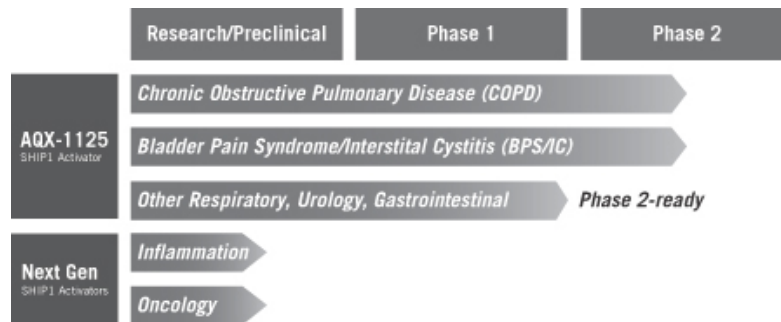 Research/Preclinical
Phase 1
Phase 2
AQX-1125
SHIP1 Activator
Chronic Obstructive Pulmonary Disease (COPD)
Bladder Pain Syndrome/Interstital Cystitis (BPS/IC)
Other Respiratory, Urology, Gastrointestinal
Phase 2-ready
Next Gen
SHIP1 Activators
Inflammation
Oncology